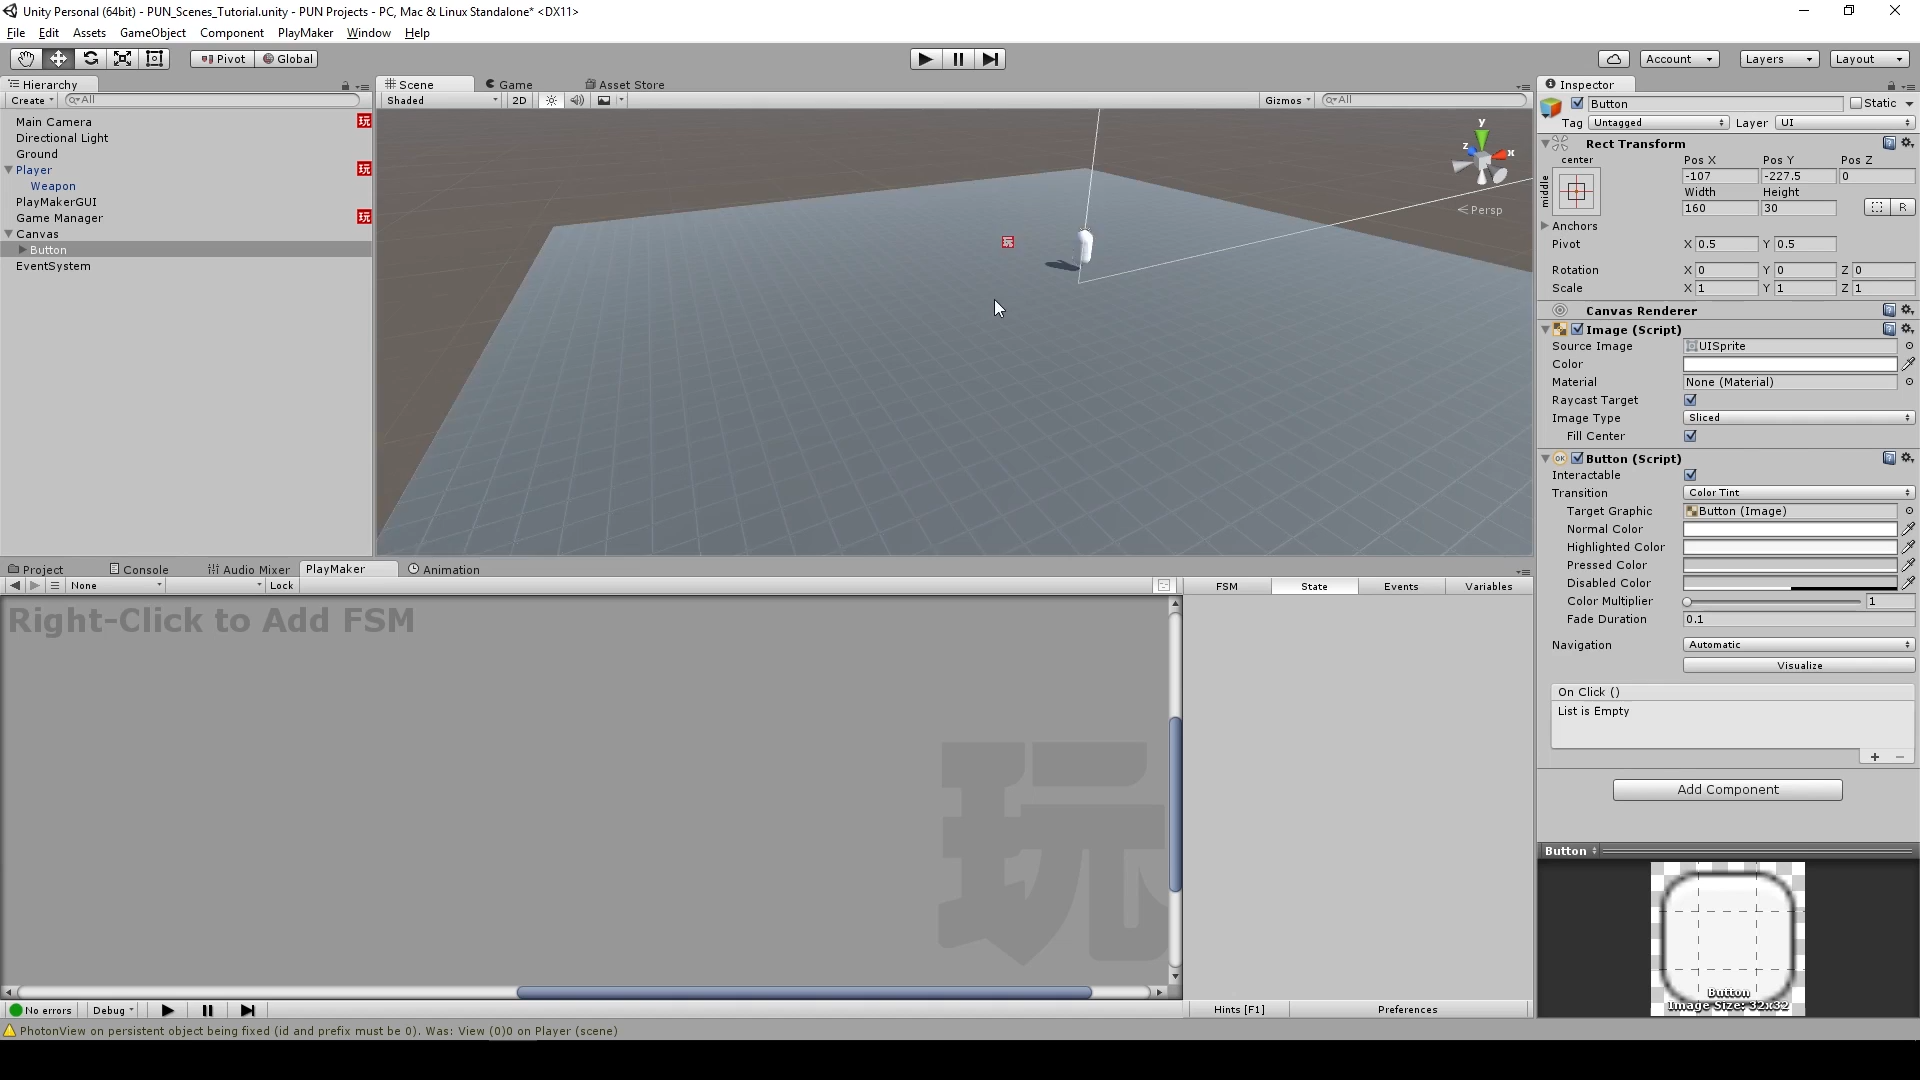 Unity Personal (64bit) - PUN_Scenes_Tutorial.unity - PUN Projects - PC, Mac & Linux Standalone* <DX11>
File Edit Assets GameObject Component PlayMaker Window Help
Pivot Global Account Layers Layout
Hierarchy
Create All
Main Camera 玩
Directional Light
Ground
Player 玩
Weapon
PlayMakerGUI
Game Manager 玩
Canvas
Button
EventSystem
Scene Game Asset Store
Shaded 2D Gizmos All
y
z x
Persp
玩
Inspector
Button Static
Tag Untagged Layer UI
Rect Transform
center Pos X Pos Y Pos Z
middle -107 -227.5 0
Width Height
160 30 R
Anchors
Pivot X 0.5 Y 0.5
Rotation X 0 Y 0 Z 0
Scale X 1 Y 1 Z 1
Canvas Renderer
Image (Script)
Source Image UISprite
Color
Material None (Material)
Raycast Target
Image Type Sliced
Fill Center
OK Button (Script)
Interactable
Transition Color Tint
Target Graphic Button (Image)
Normal Color
Highlighted Color
Pressed Color
Disabled Color
Color Multiplier 1
Fade Duration 0.1
Navigation Automatic
Visualize
On Click ()
List is Empty
+ −
Add Component
Button
Button
Image Size: 32x32
Project Console Audio Mixer PlayMaker Animation
None Lock FSM State Events Variables
Right-Click to Add FSM
玩
No errors Debug Hints [F1] Preferences
PhotonView on persistent object being fixed (id and prefix must be 0). Was: View (0)0 on Player (scene)